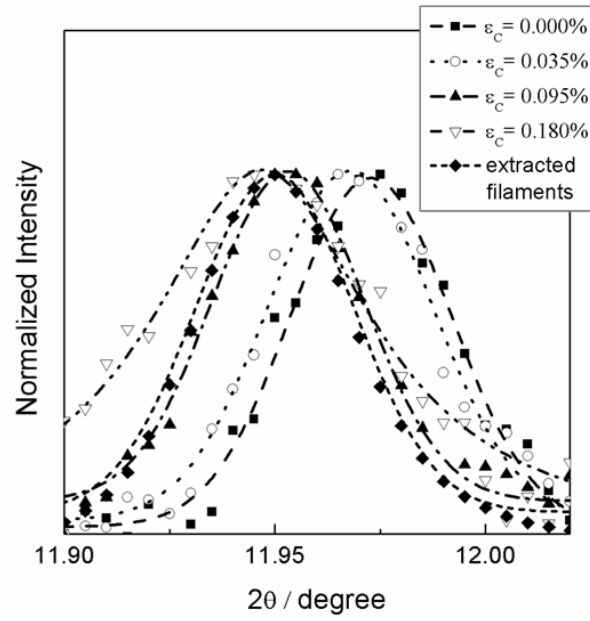 ε_C = 0.000%
ε_C = 0.035%
ε_C = 0.095%
ε_C = 0.180%
extracted
filaments
Normalized Intensity
11.90 11.95 12.00
2θ / degree